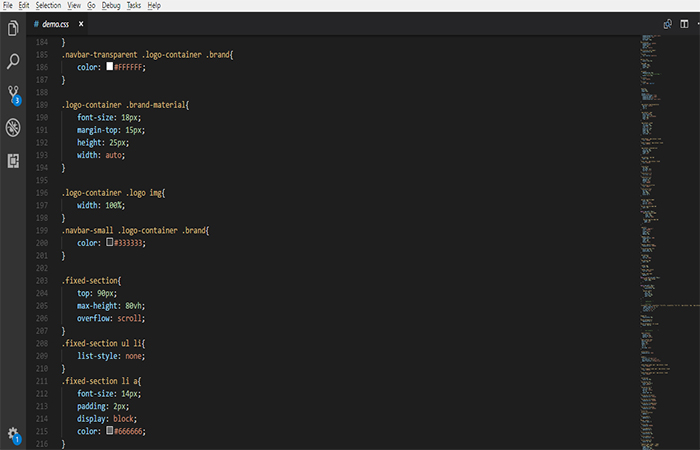 File Edit Selection View Go Debug Tasks Help
# demo.css ×
184 }
185 .navbar-transparent .logo-container .brand{
186 color: #FFFFFF;
187 }
188
189 .logo-container .brand-material{
190 font-size: 18px;
191 margin-top: 15px;
192 height: 25px;
193 width: auto;
194 }
195
196 .logo-container .logo img{
197 width: 100%;
198 }
199 .navbar-small .logo-container .brand{
200 color: #333333;
201 }
202
203 .fixed-section{
204 top: 90px;
205 max-height: 80vh;
206 overflow: scroll;
207 }
208 .fixed-section ul li{
209 list-style: none;
210 }
211 .fixed-section li a{
212 font-size: 14px;
213 padding: 2px;
214 display: block;
215 color: #666666;
216 }
3
1